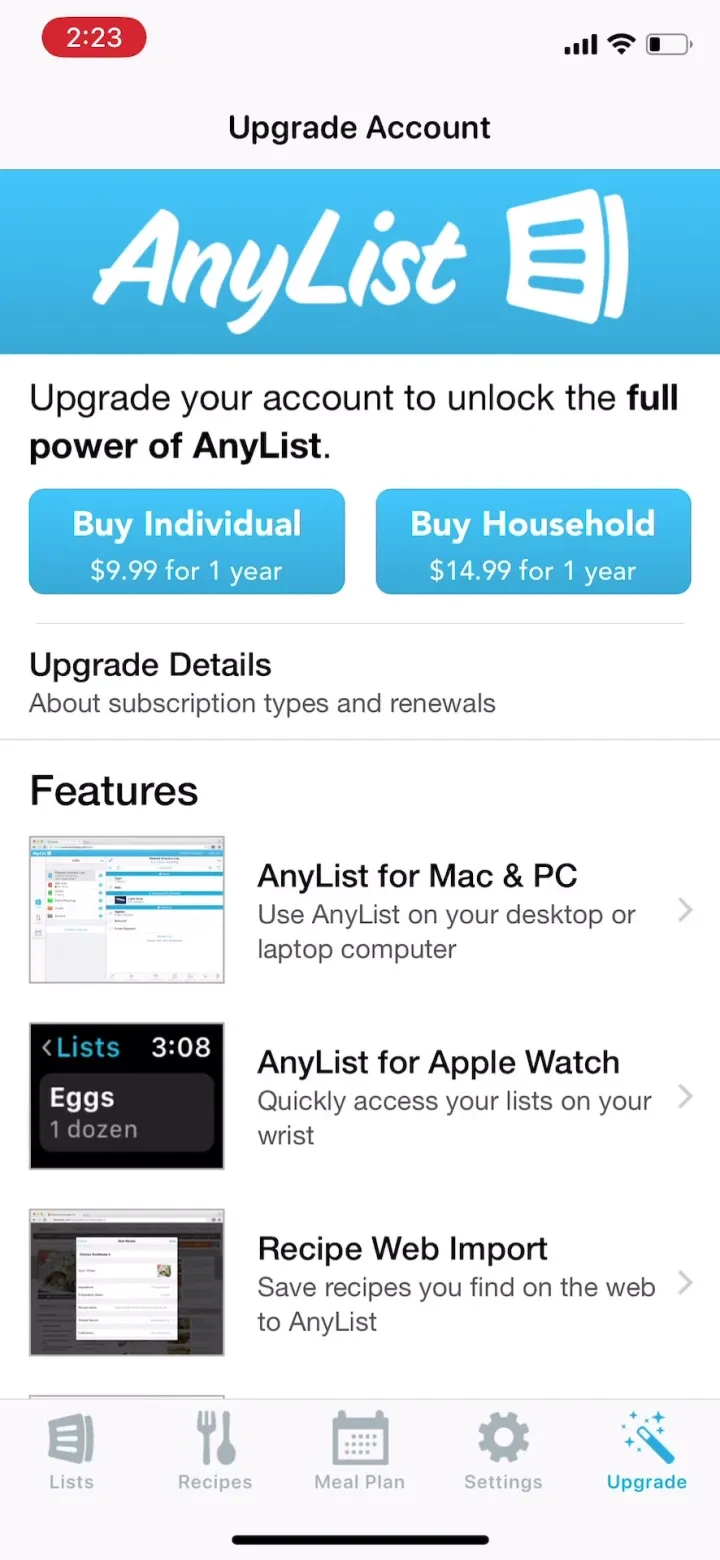 2:23
Upgrade Account
AnyList
Upgrade your account to unlock the full
power of AnyList.
Buy Individual
$9.99 for 1 year
Buy Household
$14.99 for 1 year
Upgrade Details
About subscription types and renewals
Features
AnyList for Mac & PC
Use AnyList on your desktop or
laptop computer
Lists 3:08
Eggs
1 dozen
AnyList for Apple Watch
Quickly access your lists on your
wrist
Recipe Web Import
Save recipes you find on the web
to AnyList
Lists
Recipes
Meal Plan
Settings
Upgrade